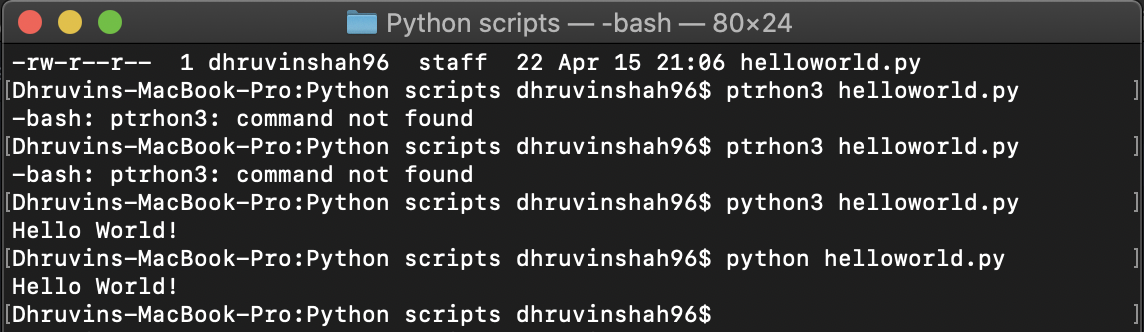 Python scripts — -bash — 80×24
-rw-r--r--  1 dhruvinshah96  staff  22 Apr 15 21:06 helloworld.py
[Dhruvins-MacBook-Pro:Python scripts dhruvinshah96$ ptrhon3 helloworld.py ]
-bash: ptrhon3: command not found
[Dhruvins-MacBook-Pro:Python scripts dhruvinshah96$ ptrhon3 helloworld.py ]
-bash: ptrhon3: command not found
[Dhruvins-MacBook-Pro:Python scripts dhruvinshah96$ python3 helloworld.py ]
Hello World!
[Dhruvins-MacBook-Pro:Python scripts dhruvinshah96$ python helloworld.py ]
Hello World!
[Dhruvins-MacBook-Pro:Python scripts dhruvinshah96$ ]